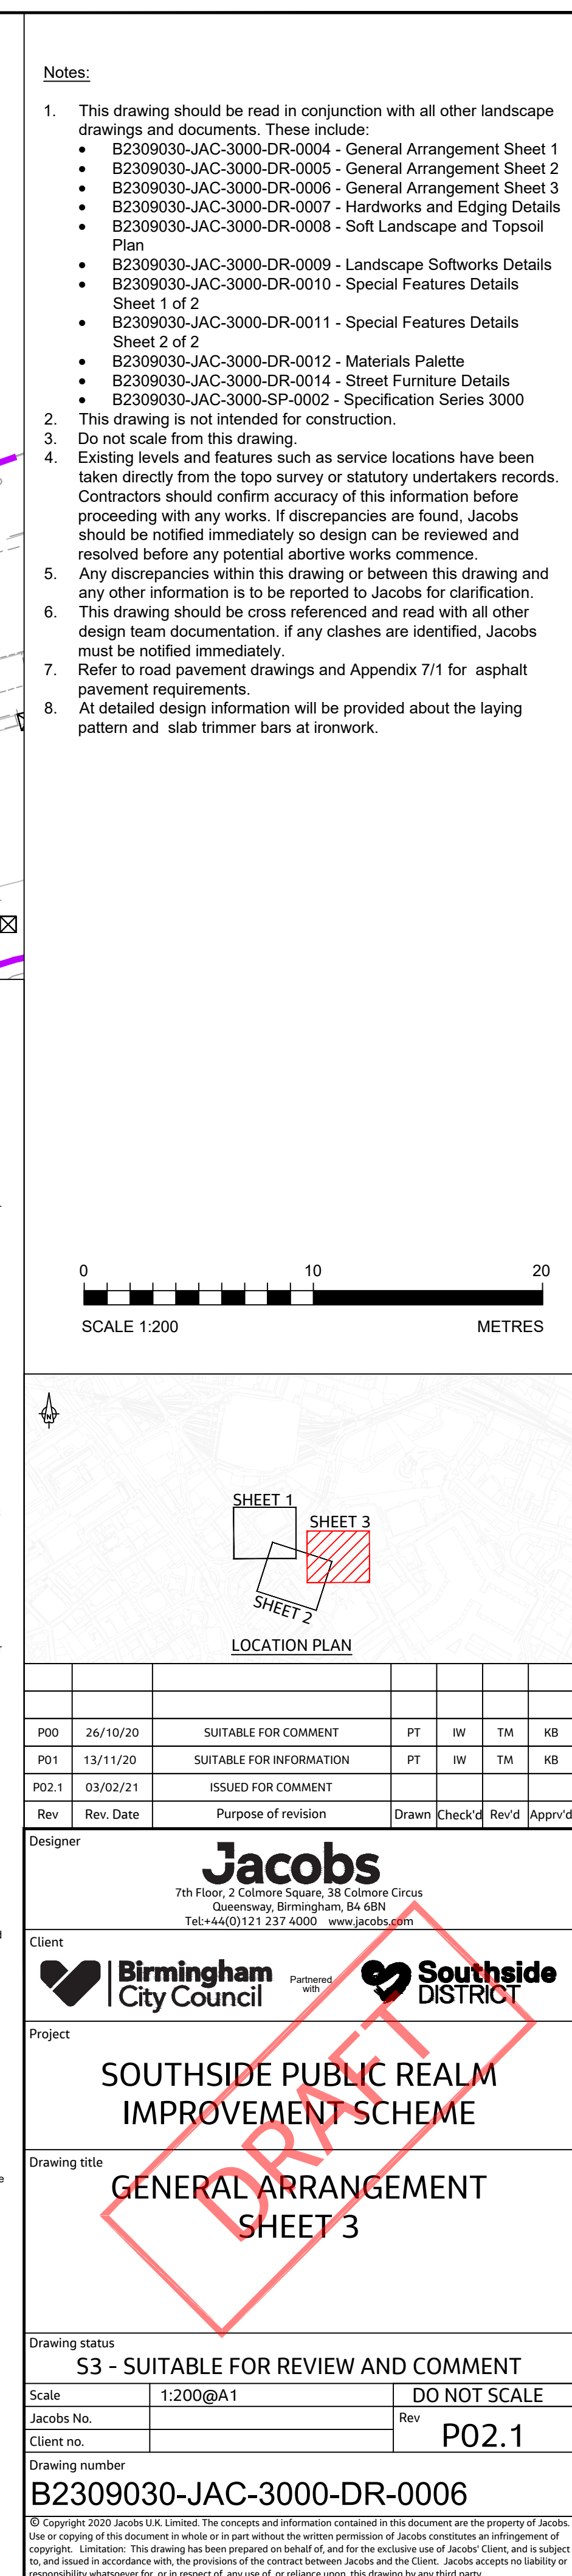 Notes:
1. This drawing should be read in conjunction with all other landscape
drawings and documents. These include:
• B2309030-JAC-3000-DR-0004 - General Arrangement Sheet 1
• B2309030-JAC-3000-DR-0005 - General Arrangement Sheet 2
• B2309030-JAC-3000-DR-0006 - General Arrangement Sheet 3
• B2309030-JAC-3000-DR-0007 - Hardworks and Edging Details
• B2309030-JAC-3000-DR-0008 - Soft Landscape and Topsoil
Plan
• B2309030-JAC-3000-DR-0009 - Landscape Softworks Details
• B2309030-JAC-3000-DR-0010 - Special Features Details
Sheet 1 of 2
• B2309030-JAC-3000-DR-0011 - Special Features Details
Sheet 2 of 2
• B2309030-JAC-3000-DR-0012 - Materials Palette
• B2309030-JAC-3000-DR-0014 - Street Furniture Details
• B2309030-JAC-3000-SP-0002 - Specification Series 3000
2. This drawing is not intended for construction.
3. Do not scale from this drawing.
4. Existing levels and features such as service locations have been
taken directly from the topo survey or statutory undertakers records.
Contractors should confirm accuracy of this information before
proceeding with any works. If discrepancies are found, Jacobs
should be notified immediately so design can be reviewed and
resolved before any potential abortive works commence.
5. Any discrepancies within this drawing or between this drawing and
any other information is to be reported to Jacobs for clarification.
6. This drawing should be cross referenced and read with all other
design team documentation. if any clashes are identified, Jacobs
must be notified immediately.
7. Refer to road pavement drawings and Appendix 7/1 for asphalt
pavement requirements.
8. At detailed design information will be provided about the laying
pattern and slab trimmer bars at ironwork.
0 10 20
SCALE 1:200 METRES
N
SHEET 1
SHEET 3
SHEET 2
LOCATION PLAN
P00 26/10/20 SUITABLE FOR COMMENT PT IW TM KB
P01 13/11/20 SUITABLE FOR INFORMATION PT IW TM KB
P02.1 03/02/21 ISSUED FOR COMMENT
Rev Rev. Date Purpose of revision Drawn Check'd Rev'd Apprv'd
Designer
Jacobs
7th Floor, 2 Colmore Square, 38 Colmore Circus
Queensway, Birmingham, B4 6BN
Tel:+44(0)121 237 4000 www.jacobs.com
Client
Birmingham
City Council
Partnered
with
Southside
DISTRICT
Project
SOUTHSIDE PUBLIC REALM
IMPROVEMENT SCHEME
DRAFT
Drawing title
GENERAL ARRANGEMENT
SHEET 3
Drawing status
S3 - SUITABLE FOR REVIEW AND COMMENT
Scale 1:200@A1 DO NOT SCALE
Jacobs No.
Client no.
Rev P02.1
Drawing number
B2309030-JAC-3000-DR-0006
© Copyright 2020 Jacobs U.K. Limited. The concepts and information contained in this document are the property of Jacobs.
Use or copying of this document in whole or in part without the written permission of Jacobs constitutes an infringement of
copyright. Limitation: This drawing has been prepared on behalf of, and for the exclusive use of Jacobs' Client, and is subject
to, and issued in accordance with, the provisions of the contract between Jacobs and the Client. Jacobs accepts no liability or
responsibility whatsoever for, or in respect of, any use of, or reliance upon, this drawing by any third party.